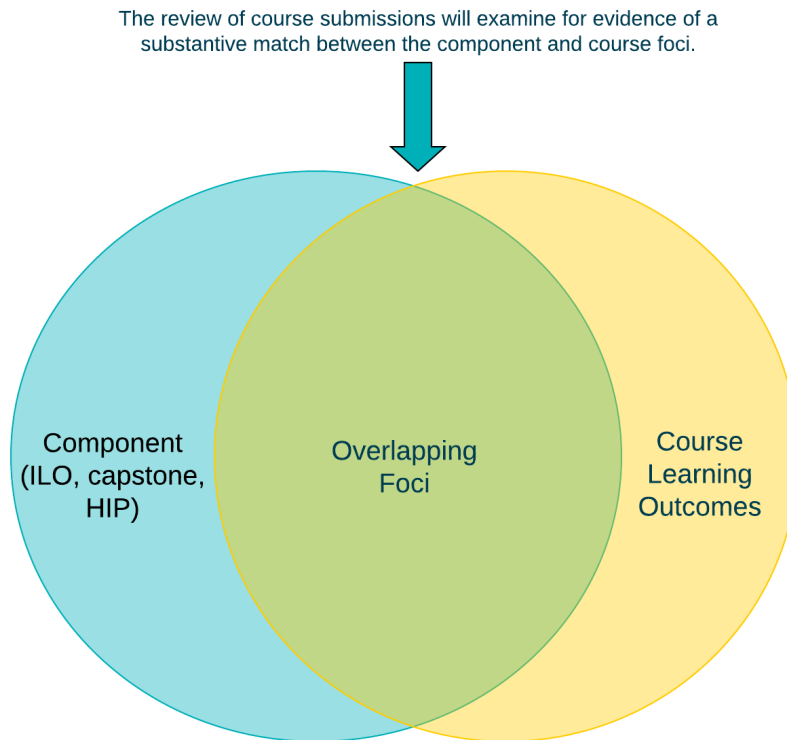 The review of course submissions will examine for evidence of a
substantive match between the component and course foci.
Component
(ILO, capstone,
HIP)
Overlapping
Foci
Course
Learning
Outcomes